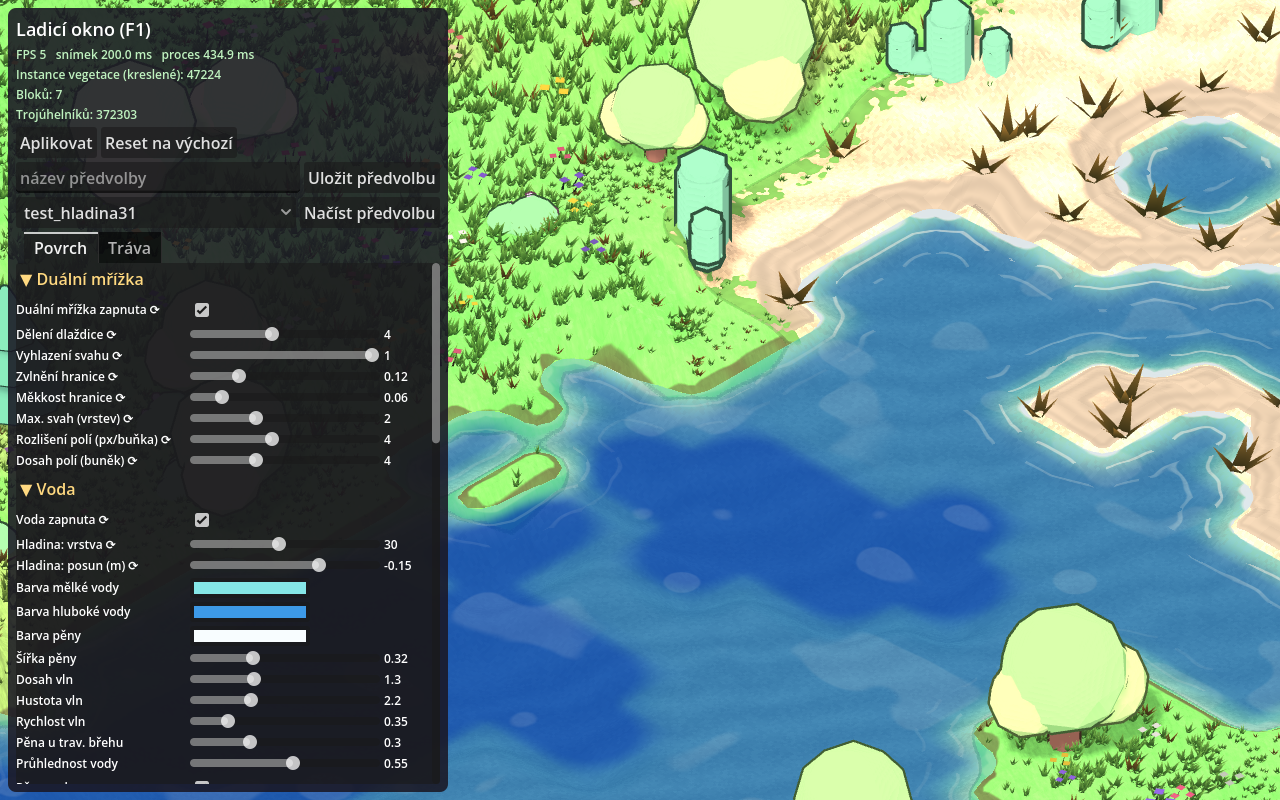 Ladicí okno (F1)
FPS 5   snímek 200.0 ms   proces 434.9 ms
Instance vegetace (kreslené): 47224
Bloků: 7
Trojúhelníků: 372303
Aplikovat   Reset na výchozí
název předvolby   Uložit předvolbu
test_hladina31   Načíst předvolbu
Povrch   Tráva
▼ Duální mřížka
Duální mřížka zapnuta ⟳
Dělení dlaždice ⟳   4
Vyhlazení svahu ⟳   1
Zvlnění hranice ⟳   0.12
Měkkost hranice ⟳   0.06
Max. svah (vrstev) ⟳   2
Rozlišení polí (px/buňka) ⟳   4
Dosah polí (buněk) ⟳   4
▼ Voda
Voda zapnuta ⟳
Hladina: vrstva ⟳   30
Hladina: posun (m) ⟳   -0.15
Barva mělké vody
Barva hluboké vody
Barva pěny
Šířka pěny   0.32
Dosah vln   1.3
Hustota vln   2.2
Rychlost vln   0.35
Pěna u trav. břehu   0.3
Průhlednost vody   0.55